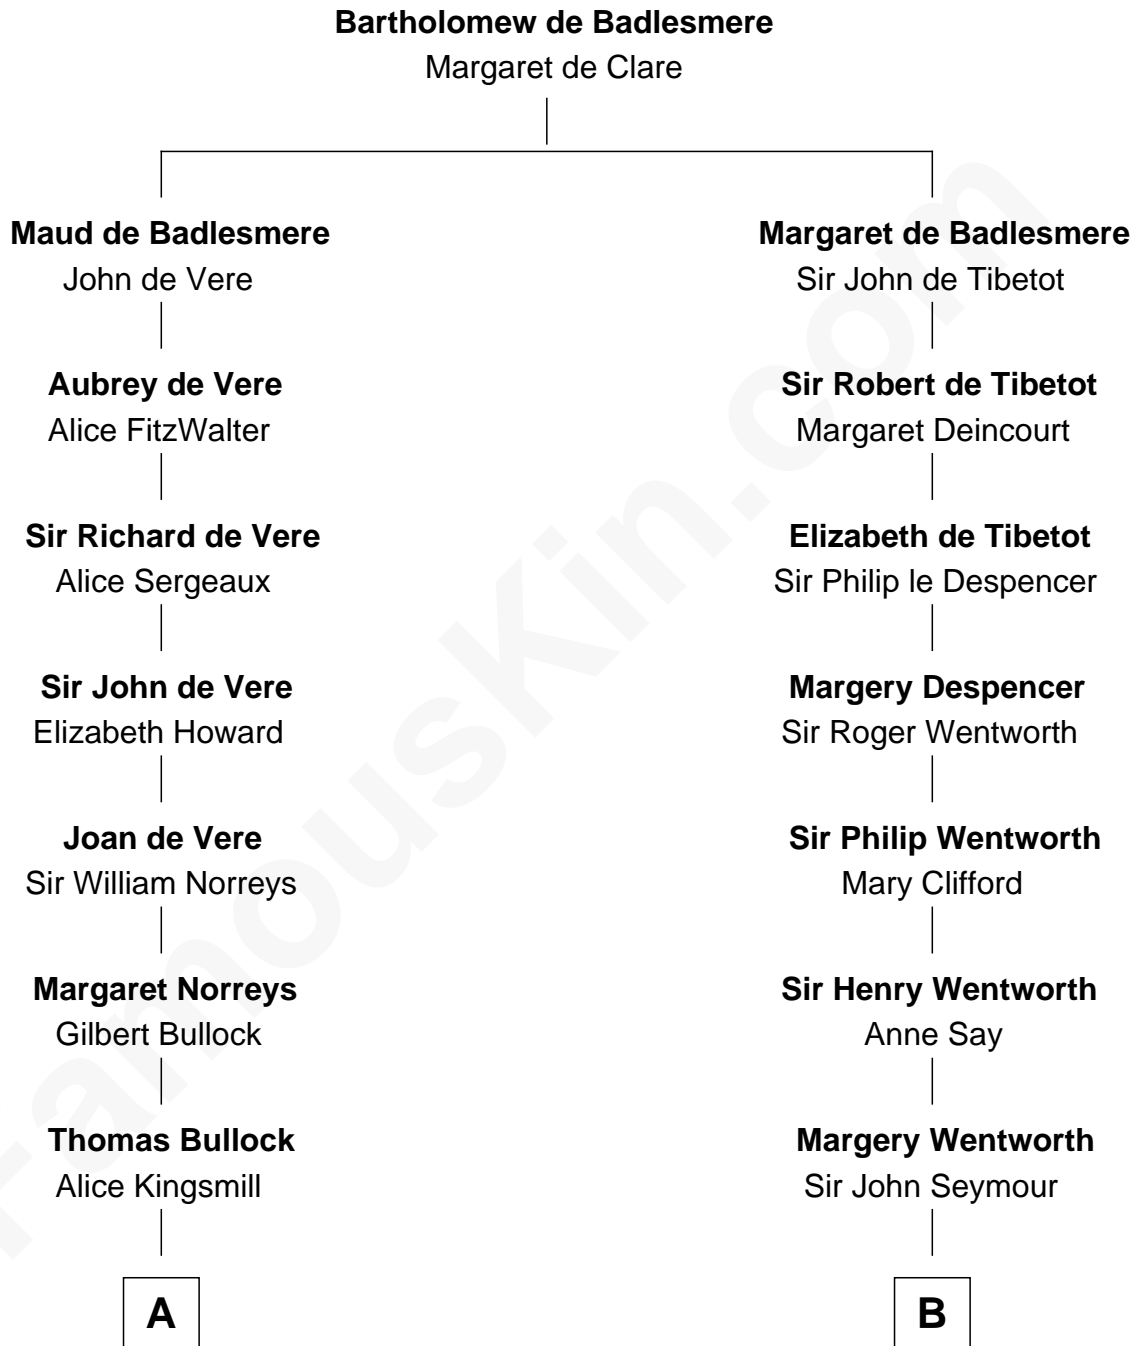 Bartholomew de Badlesmere
Margaret de Clare
Maud de Badlesmere
John de Vere
Margaret de Badlesmere
Sir John de Tibetot
Aubrey de Vere
Alice FitzWalter
Sir Robert de Tibetot
Margaret Deincourt
Sir Richard de Vere
Alice Sergeaux
Elizabeth de Tibetot
Sir Philip le Despencer
Sir John de Vere
Elizabeth Howard
Margery Despencer
Sir Roger Wentworth
Joan de Vere
Sir William Norreys
Sir Philip Wentworth
Mary Clifford
Margaret Norreys
Gilbert Bullock
Sir Henry Wentworth
Anne Say
Thomas Bullock
Alice Kingsmill
Margery Wentworth
Sir John Seymour
A
B
FamousKin.com